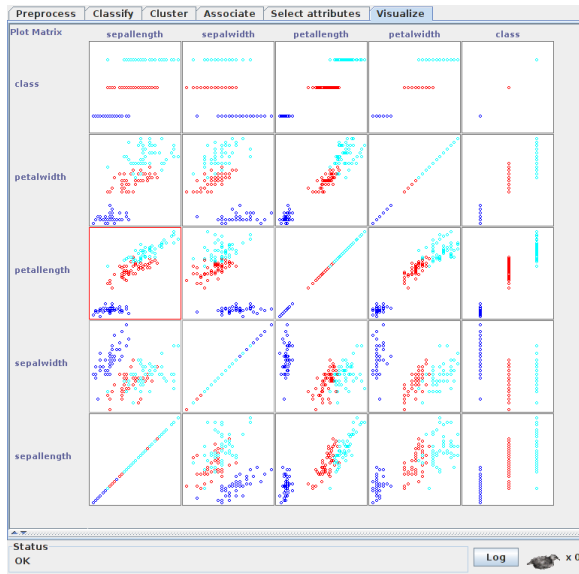 Preprocess Classify Cluster Associate Select attributes Visualize
Plot Matrix sepallength sepalwidth petallength petalwidth class
class
petalwidth
petallength
sepalwidth
sepallength
Status
OK
Log x 0